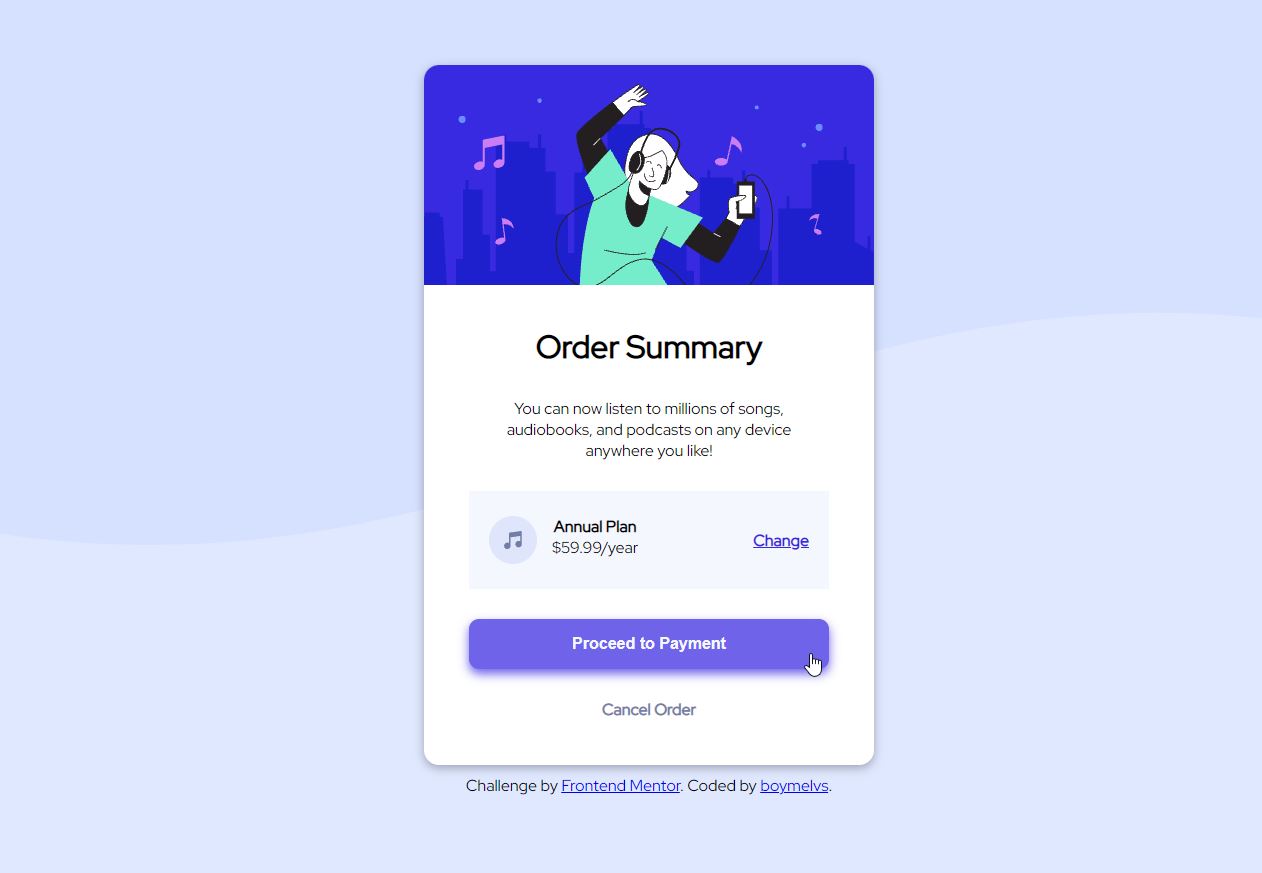 Order Summary
You can now listen to millions of songs,
audiobooks, and podcasts on any device
anywhere you like!
Annual Plan
$59.99/year
Change
Proceed to Payment
Cancel Order
Challenge by Frontend Mentor. Coded by boymelvs.